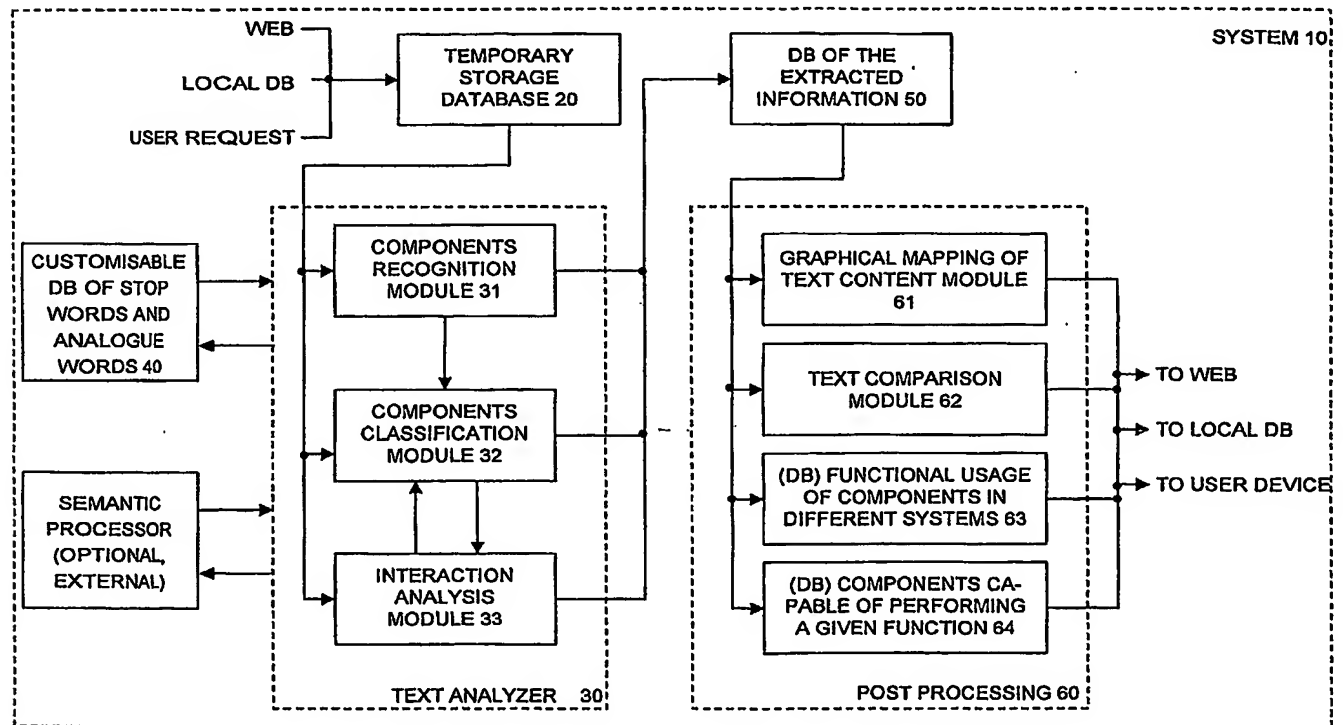 SYSTEM 10
WEB
LOCAL DB
USER REQUEST
TEMPORARY
STORAGE
DATABASE 20
DB OF THE
EXTRACTED
INFORMATION 50
CUSTOMISABLE
DB OF STOP
WORDS AND
ANALOGUE
WORDS 40
SEMANTIC
PROCESSOR
(OPTIONAL,
EXTERNAL)
COMPONENTS
RECOGNITION
MODULE 31
COMPONENTS
CLASSIFICATION
MODULE 32
INTERACTION
ANALYSIS
MODULE 33
TEXT ANALYZER 30
GRAPHICAL MAPPING OF
TEXT CONTENT MODULE
61
TEXT COMPARISON
MODULE 62
(DB) FUNCTIONAL USAGE
OF COMPONENTS IN
DIFFERENT SYSTEMS 63
(DB) COMPONENTS CA-
PABLE OF PERFORMING
A GIVEN FUNCTION 64
POST PROCESSING 60
TO WEB
TO LOCAL DB
TO USER DEVICE